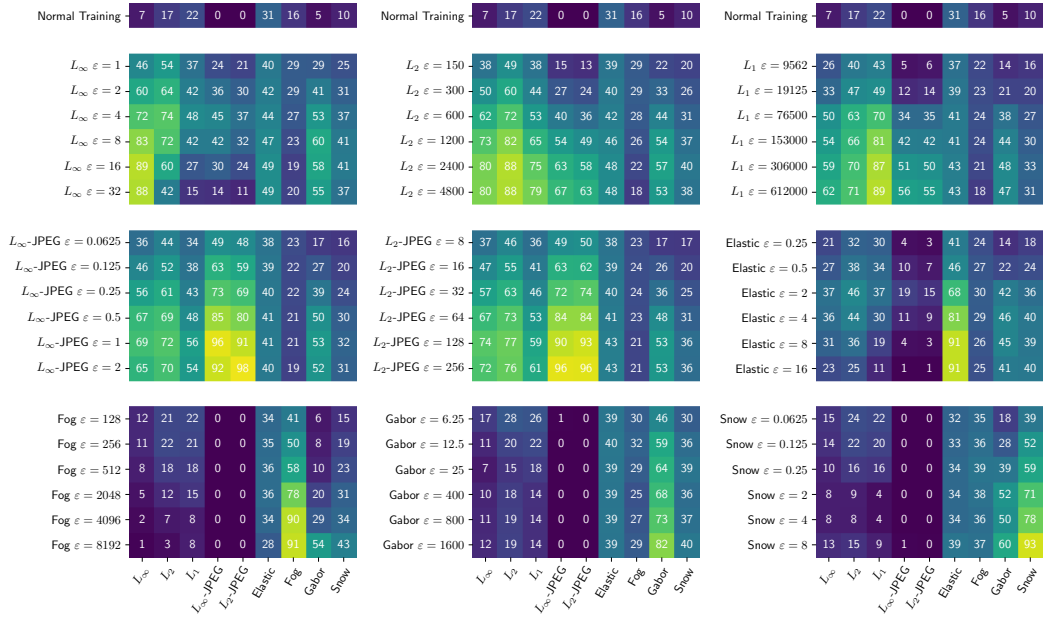 Normal Training 7 17 22 0 0 31 16 5 10 Normal Training 7 17 22 0 0 31 16 5 10 Normal Training 7 17 22 0 0 31 16 5 10
L∞ ε = 1 46 54 37 24 21 40 29 29 25 L2 ε = 150 38 49 38 15 13 39 29 22 20 L1 ε = 9562 26 40 43 5 6 37 22 14 16
L∞ ε = 2 60 64 42 36 30 42 29 41 31 L2 ε = 300 50 60 44 27 24 40 29 33 26 L1 ε = 19125 33 47 49 12 14 39 23 21 20
L∞ ε = 4 72 74 48 45 37 44 27 53 37 L2 ε = 600 62 72 53 40 36 42 28 44 31 L1 ε = 76500 50 63 70 34 35 41 24 38 27
L∞ ε = 8 83 72 42 42 32 47 23 60 41 L2 ε = 1200 73 82 65 54 49 46 26 54 37 L1 ε = 153000 54 66 81 42 42 41 24 44 30
L∞ ε = 16 89 60 27 30 24 49 19 58 41 L2 ε = 2400 80 88 75 63 58 48 22 57 40 L1 ε = 306000 59 70 87 51 50 43 21 48 33
L∞ ε = 32 88 42 15 14 11 49 20 55 37 L2 ε = 4800 80 88 79 67 63 48 18 53 38 L1 ε = 612000 62 71 89 56 55 43 18 47 31
L∞-JPEG ε = 0.0625 36 44 34 49 48 38 23 17 16 L2-JPEG ε = 8 37 46 36 49 50 38 23 17 17 Elastic ε = 0.25 21 32 30 4 3 41 24 14 18
L∞-JPEG ε = 0.125 46 52 38 63 59 39 22 27 20 L2-JPEG ε = 16 47 55 41 63 62 39 24 26 20 Elastic ε = 0.5 27 38 34 10 7 46 27 22 24
L∞-JPEG ε = 0.25 56 61 43 73 69 40 22 39 24 L2-JPEG ε = 32 57 63 46 72 74 40 24 36 25 Elastic ε = 2 37 46 37 19 15 68 30 42 36
L∞-JPEG ε = 0.5 67 69 48 85 80 41 21 50 30 L2-JPEG ε = 64 67 73 53 84 84 41 23 48 31 Elastic ε = 4 36 44 30 11 9 81 29 46 40
L∞-JPEG ε = 1 69 72 56 96 91 41 21 53 32 L2-JPEG ε = 128 74 77 59 90 93 43 21 53 36 Elastic ε = 8 31 36 19 4 3 91 26 45 39
L∞-JPEG ε = 2 65 70 54 92 98 40 19 52 31 L2-JPEG ε = 256 72 76 61 96 96 43 21 53 36 Elastic ε = 16 23 25 11 1 1 91 25 41 40
Fog ε = 128 12 21 22 0 0 34 41 6 15 Gabor ε = 6.25 17 28 26 1 0 39 30 46 30 Snow ε = 0.0625 15 24 22 0 0 32 35 18 39
Fog ε = 256 11 22 21 0 0 35 50 8 19 Gabor ε = 12.5 11 20 22 0 0 40 32 59 36 Snow ε = 0.125 14 22 20 0 0 33 36 28 52
Fog ε = 512 8 18 18 0 0 36 58 10 23 Gabor ε = 25 7 15 18 0 0 39 29 64 39 Snow ε = 0.25 10 16 16 0 0 34 39 39 59
Fog ε = 2048 5 12 15 0 0 36 78 20 31 Gabor ε = 400 10 18 14 0 0 39 28 68 36 Snow ε = 2 8 9 4 0 0 34 38 52 71
Fog ε = 4096 2 7 8 0 0 34 90 29 34 Gabor ε = 800 11 19 14 0 0 39 28 73 37 Snow ε = 4 8 8 4 0 0 34 36 50 78
Fog ε = 8192 1 3 8 0 0 28 91 54 43 Gabor ε = 1600 12 19 14 0 0 39 29 82 40 Snow ε = 8 13 15 9 1 0 39 37 60 93
L∞ L2 L1 L∞-JPEG L2-JPEG Elastic Fog Gabor Snow L∞ L2 L1 L∞-JPEG L2-JPEG Elastic Fog Gabor Snow L∞ L2 L1 L∞-JPEG L2-JPEG Elastic Fog Gabor Snow